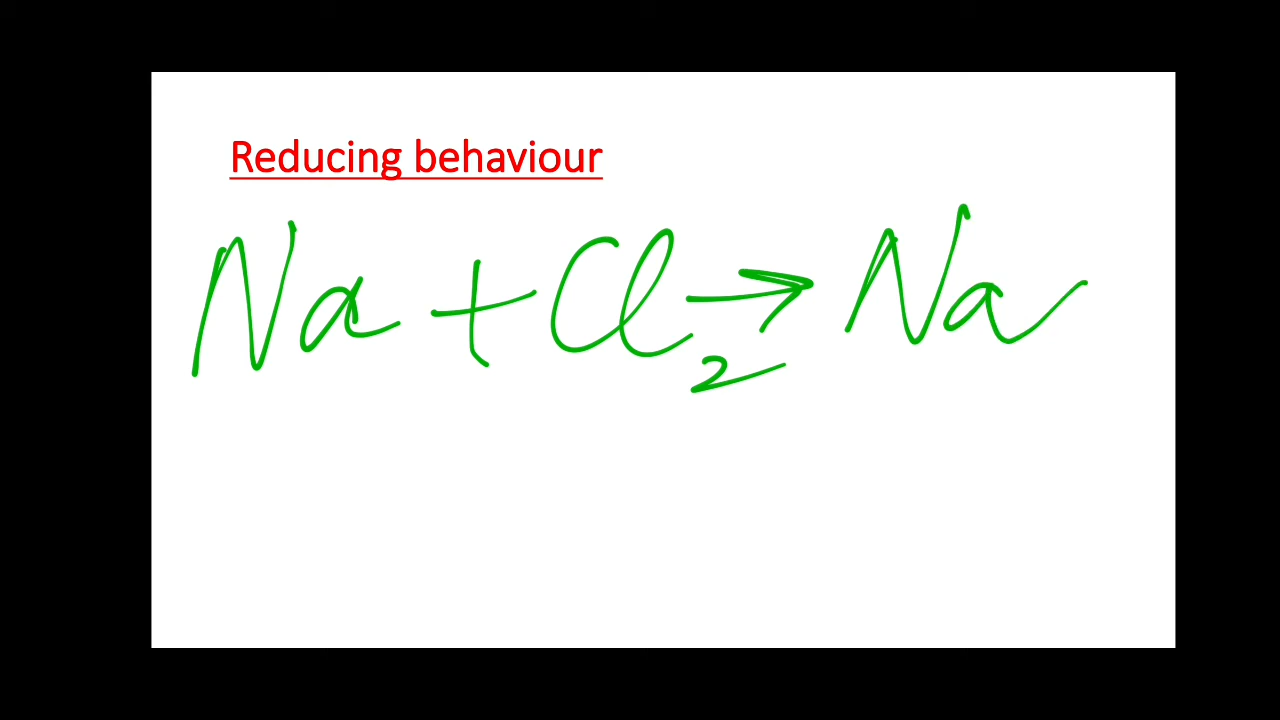 Reducing behaviour
Na + Cl₂ → Na